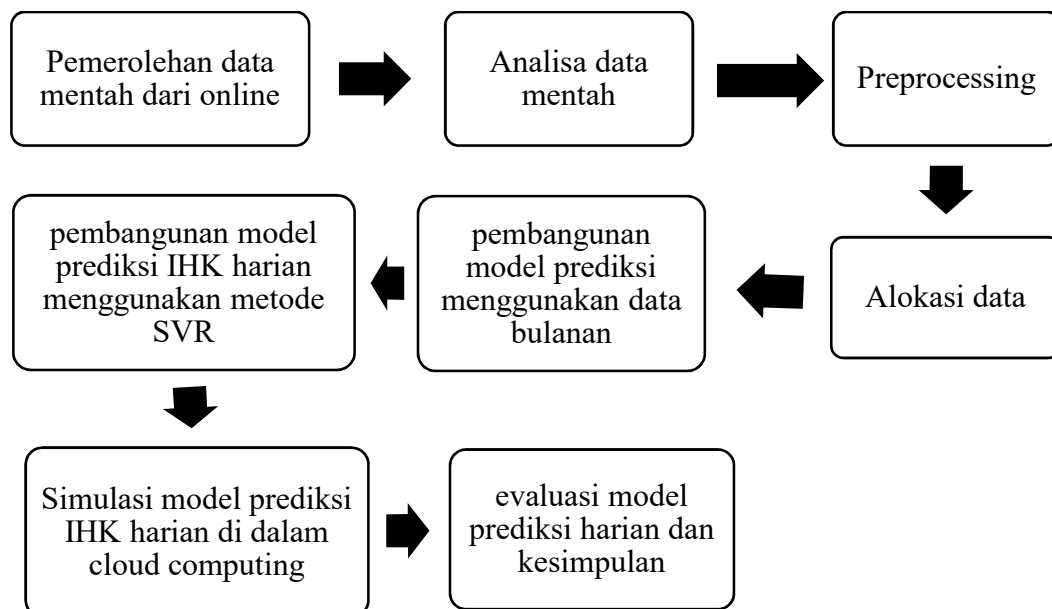 Pemerolehan data
mentah dari online
Analisa data
mentah
Preprocessing
Alokasi data
pembangunan
model prediksi
menggunakan data
bulanan
pembangunan model
prediksi IHK harian
menggunakan metode
SVR
Simulasi model prediksi
IHK harian di dalam
cloud computing
evaluasi model
prediksi harian dan
kesimpulan